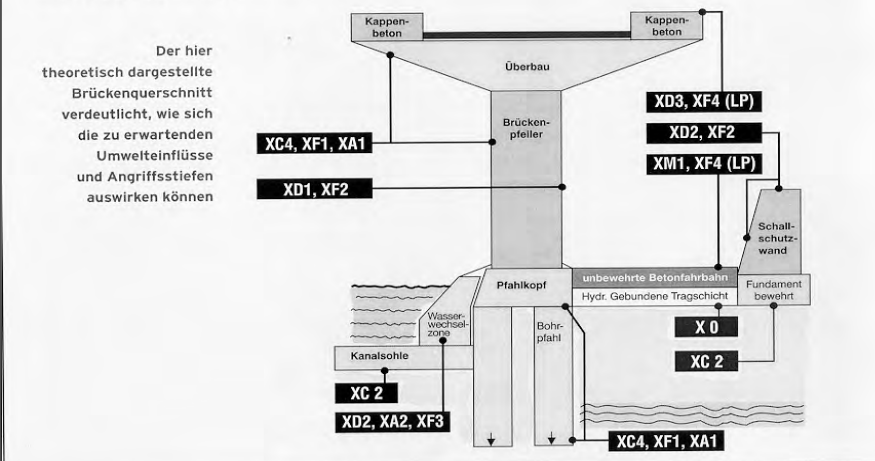 Der hier
theoretisch dargestellte
Brückenquerschnitt
verdeutlicht, wie sich
die zu erwartenden
Umwelteinflüsse
und Angriffsstiefen
auswirken können
Kappen-
beton
Kappen-
beton
Überbau
XD3, XF4 (LP)
Brücken-
pfeiler
XD2, XF2
XC4, XF1, XA1
XM1, XF4 (LP)
XD1, XF2
Schall-
schutz-
wand
unbewehrte Betonfahrbahn
Pfahlkopf
Hydr. Gebundene Tragschicht
Fundament
bewehrt
Wasser-
wechsel-
zone
Bohr-
pfahl
X 0
Kanalsohle
XC 2
XC 2
XD2, XA2, XF3
XC4, XF1, XA1